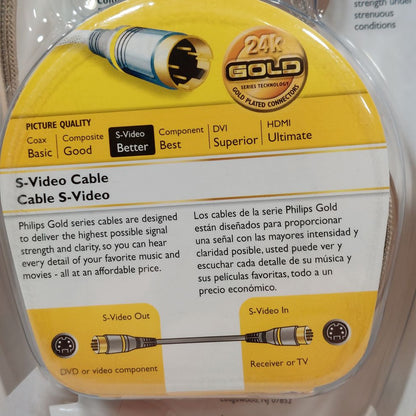 strength under
strenuous
conditions
24k
GOLD
SERIES TECHNOLOGY
GOLD PLATED CONNECTORS
PICTURE QUALITY
Coax Composite S-Video Component DVI HDMI
Basic Good Better Best Superior Ultimate
S-Video Cable
Cable S-Video
Philips Gold series cables are designed
to deliver the highest possible signal
strength and clarity, so you can hear
every detail of your favorite music and
movies - all at an affordable price.
Los cables de la serie Philips Gold
están diseñados para proporcionar
una señal con las mayores intensidad y
claridad posible, usted puede ver y
escuchar cada detalle de su música y
sus películas favoritas, todo a un
precio económico.
S-Video Out
S-Video In
DVD or video component
Receiver or TV